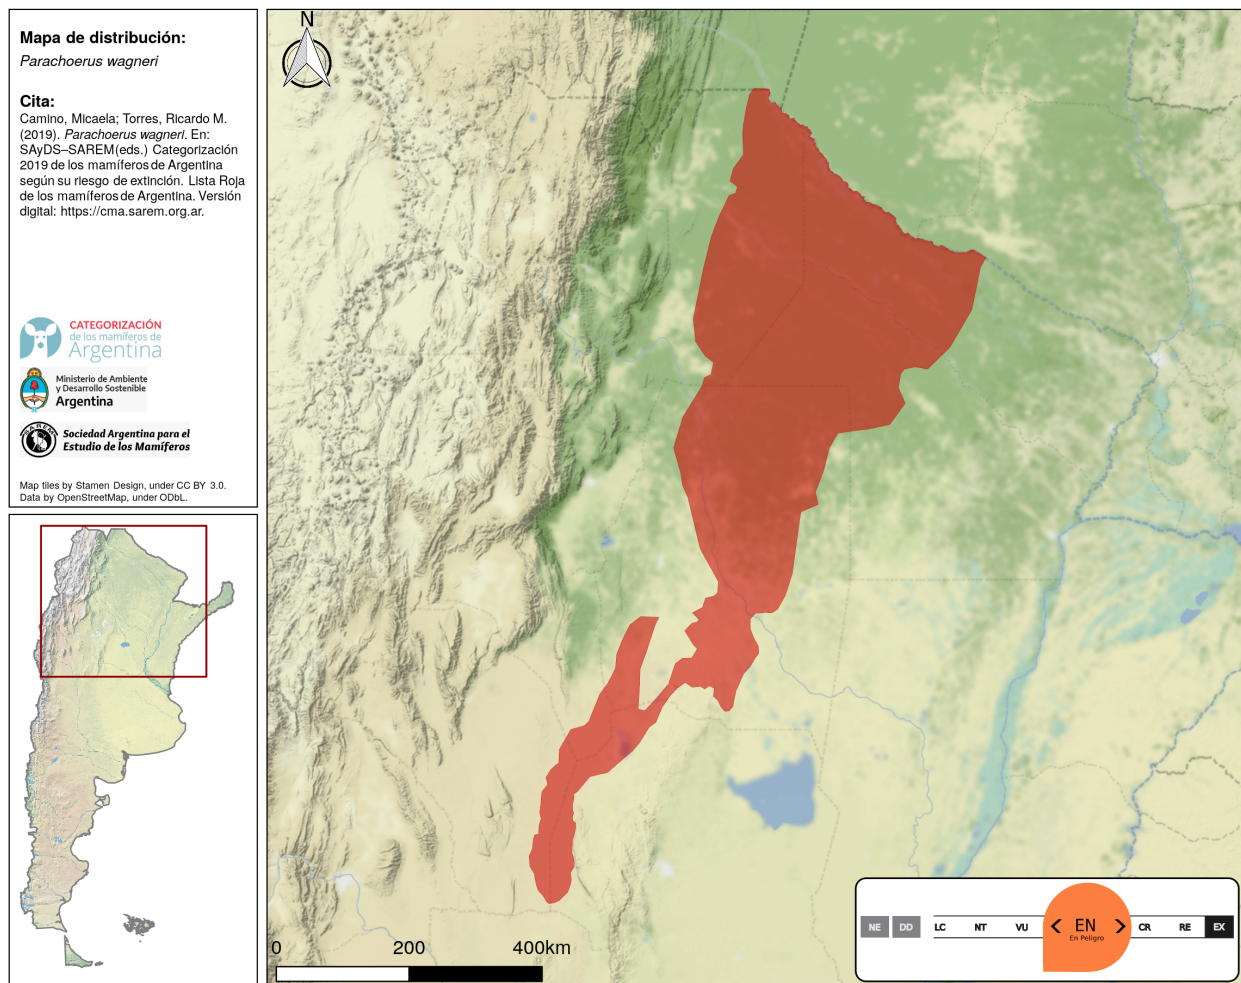 Mapa de distribución:
Parachoerus wagneri
Cita:
Camino, Micaela; Torres, Ricardo M.
(2019). Parachoerus wagneri. En:
SAyDS–SAREM(eds.) Categorización
2019 de los mamíferos de Argentina
según su riesgo de extinción. Lista Roja
de los mamíferos de Argentina. Versión
digital: https://cma.sarem.org.ar.
CATEGORIZACIÓN
de los mamíferos de
Argentina
Ministerio de Ambiente
y Desarrollo Sostenible
Argentina
SAREM
Sociedad Argentina para el
Estudio de los Mamíferos
Map tiles by Stamen Design, under CC BY 3.0.
Data by OpenStreetMap, under ODbL.
N
0 200 400km
NE DD LC NT VU < EN > CR RE EX
En Peligro